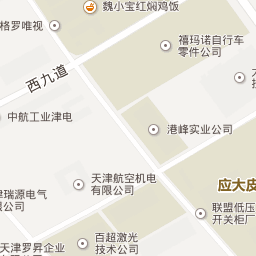 魏小宝红焖鸡饭
格罗唯视
禧玛诺自行车
零件公司
西九道
中航工业津电
港峰实业公司
天津航空机电
有限公司
应大皮
津瑞源电气
限公司
联盟低压
开关柜厂
百超激光
技术公司
天津罗昇企业